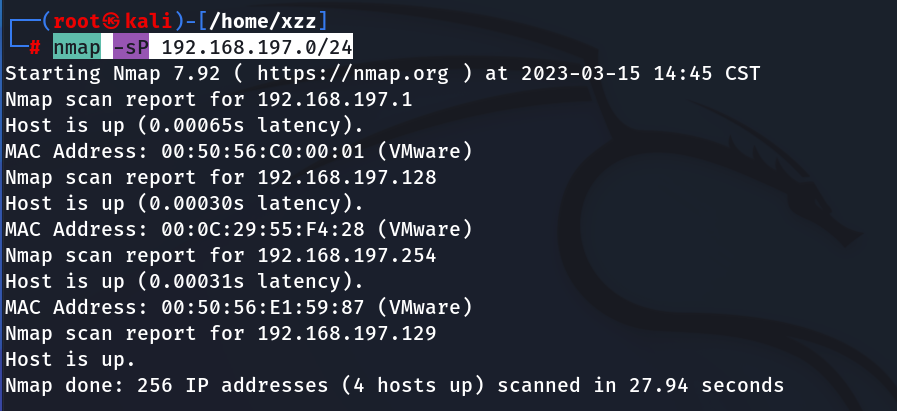 ┌──(root㉿kali)-[/home/xzz]
└─# nmap -sP 192.168.197.0/24
Starting Nmap 7.92 ( https://nmap.org ) at 2023-03-15 14:45 CST
Nmap scan report for 192.168.197.1
Host is up (0.00065s latency).
MAC Address: 00:50:56:C0:00:01 (VMware)
Nmap scan report for 192.168.197.128
Host is up (0.00030s latency).
MAC Address: 00:0C:29:55:F4:28 (VMware)
Nmap scan report for 192.168.197.254
Host is up (0.00031s latency).
MAC Address: 00:50:56:E1:59:87 (VMware)
Nmap scan report for 192.168.197.129
Host is up.
Nmap done: 256 IP addresses (4 hosts up) scanned in 27.94 seconds